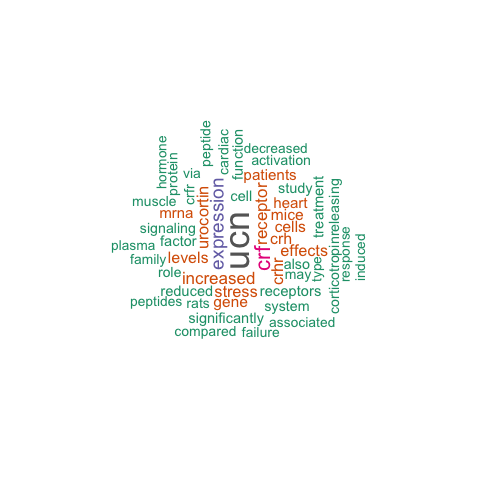 peptide
cardiac
function
decreased
hormone
protein
via
activation
patients
crfr
cell
study
muscle
mrna
urocortin
expression
receptor
heart
mice
treatment
corticotropinreleasing
signaling
factor
ucn
cells
crh
plasma
family
levels
crf
effects
response
induced
role
increased
crhr
also
may
type
reduced
stress
receptors
peptides
rats
gene
system
significantly
associated
compared
failure